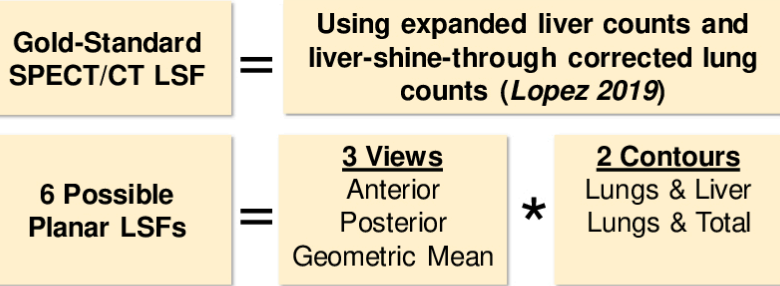 Gold-Standard
SPECT/CT LSF
=
Using expanded liver counts and
liver-shine-through corrected lung
counts (Lopez 2019)
6 Possible
Planar LSFs
=
3 Views
Anterior
Posterior
Geometric Mean
*
2 Contours
Lungs & Liver
Lungs & Total